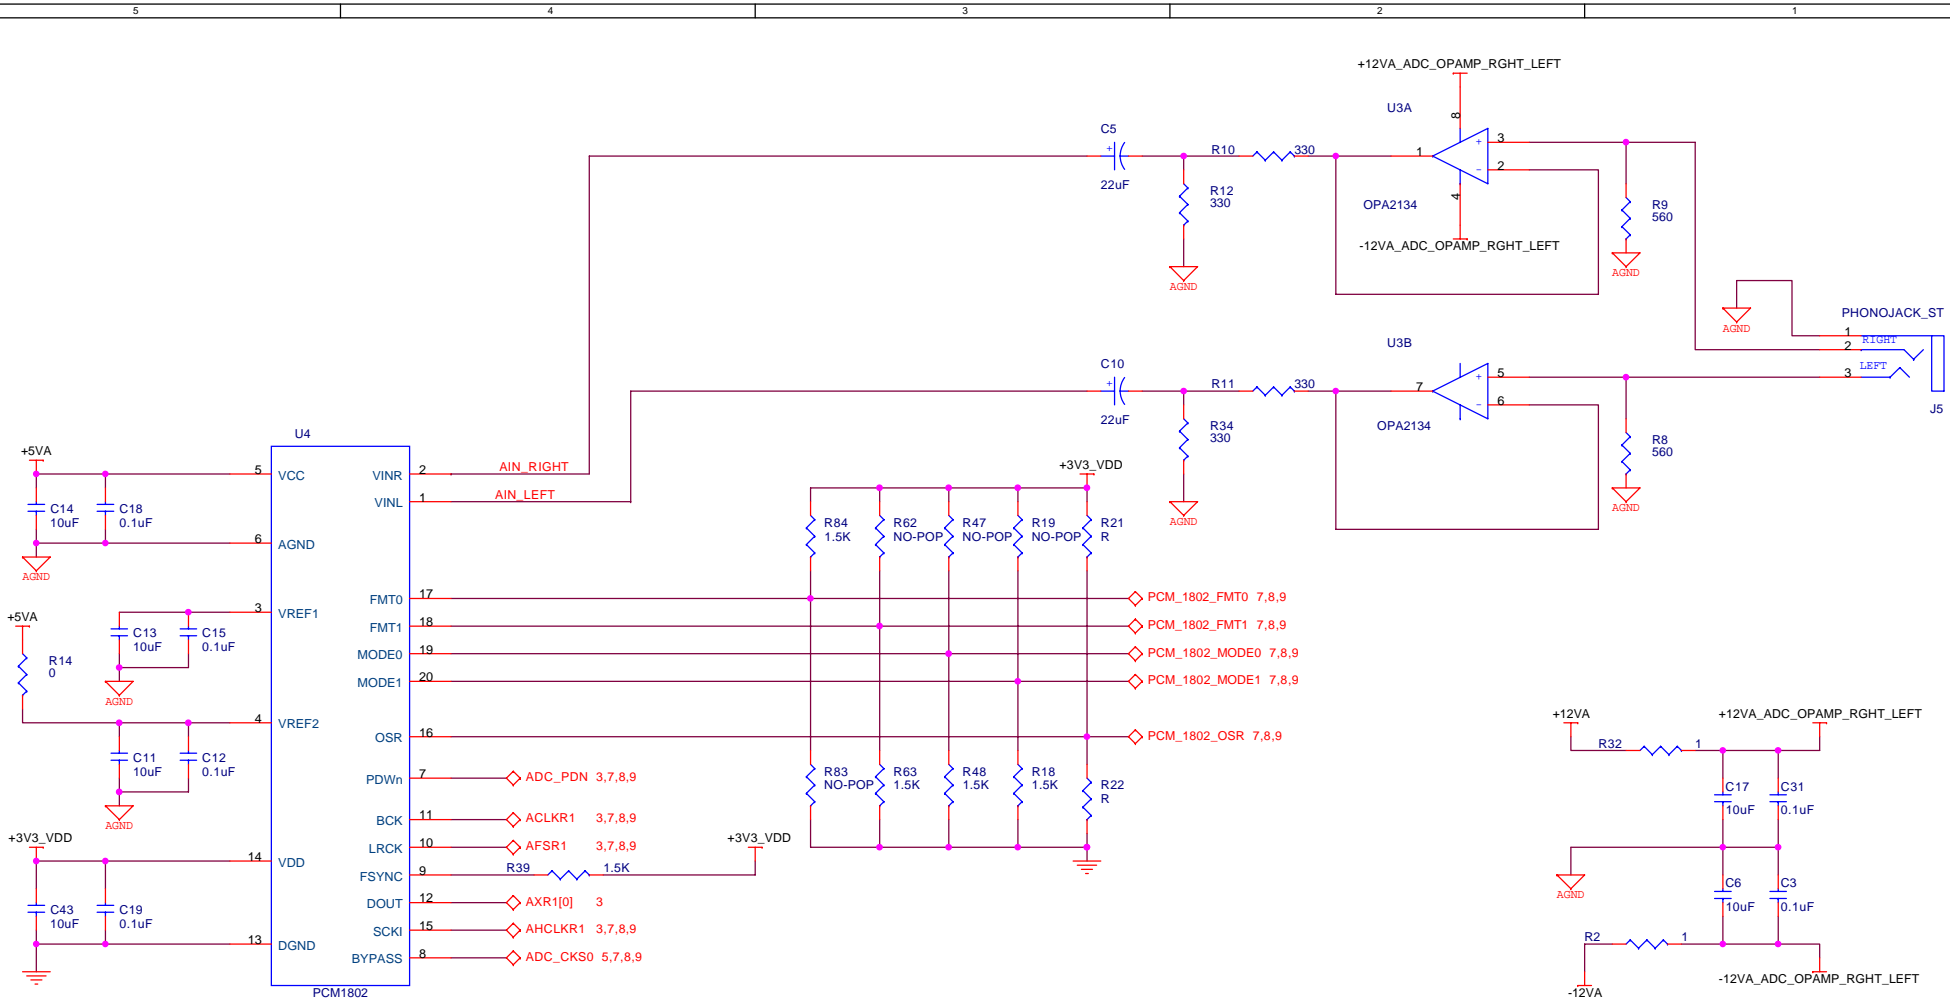 5 4 3 2 1
+12VA_ADC_OPAMP_RGHT_LEFT
U3A
8
C5
+
22uF
R10 330
R12
330
AGND
1
+ 3
- 2
4
OPA2134
-12VA_ADC_OPAMP_RGHT_LEFT
R9
560
AGND
AGND
PHONOJACK_ST
1
2 RIGHT
3 LEFT
J5
U3B
C10
+
22uF
R11 330
R34
330
AGND
7
+ 5
- 6
OPA2134
R8
560
AGND
U4
+5VA
5 VCC
C14
10uF
C18
0.1uF
6 AGND
AGND
VINR 2 AIN_RIGHT
VINL 1 AIN_LEFT
+3V3_VDD
R84
1.5K
R62
NO-POP
R47
NO-POP
R19
NO-POP
R21
R
3 VREF1
C13
10uF
C15
0.1uF
AGND
+5VA
R14
0
4 VREF2
C11
10uF
C12
0.1uF
AGND
FMT0 17 PCM_1802_FMT0 7,8,9
FMT1 18 PCM_1802_FMT1 7,8,9
MODE0 19 PCM_1802_MODE0 7,8,9
MODE1 20 PCM_1802_MODE1 7,8,9
OSR 16 PCM_1802_OSR 7,8,9
PDWn 7 ADC_PDN 3,7,8,9
R83
NO-POP
R63
1.5K
R48
1.5K
R18
1.5K
R22
R
BCK 11 ACLKR1 3,7,8,9
LRCK 10 AFSR1 3,7,8,9
FSYNC 9 R39 1.5K
+3V3_VDD
DOUT 12 AXR1[0] 3
SCKI 15 AHCLKR1 3,7,8,9
BYPASS 8 ADC_CKS0 5,7,8,9
+3V3_VDD
14 VDD
C43
10uF
C19
0.1uF
13 DGND
PCM1802
+12VA
R32 1
+12VA_ADC_OPAMP_RGHT_LEFT
C17
10uF
C31
0.1uF
AGND
C6
10uF
C3
0.1uF
R2 1
-12VA
-12VA_ADC_OPAMP_RGHT_LEFT